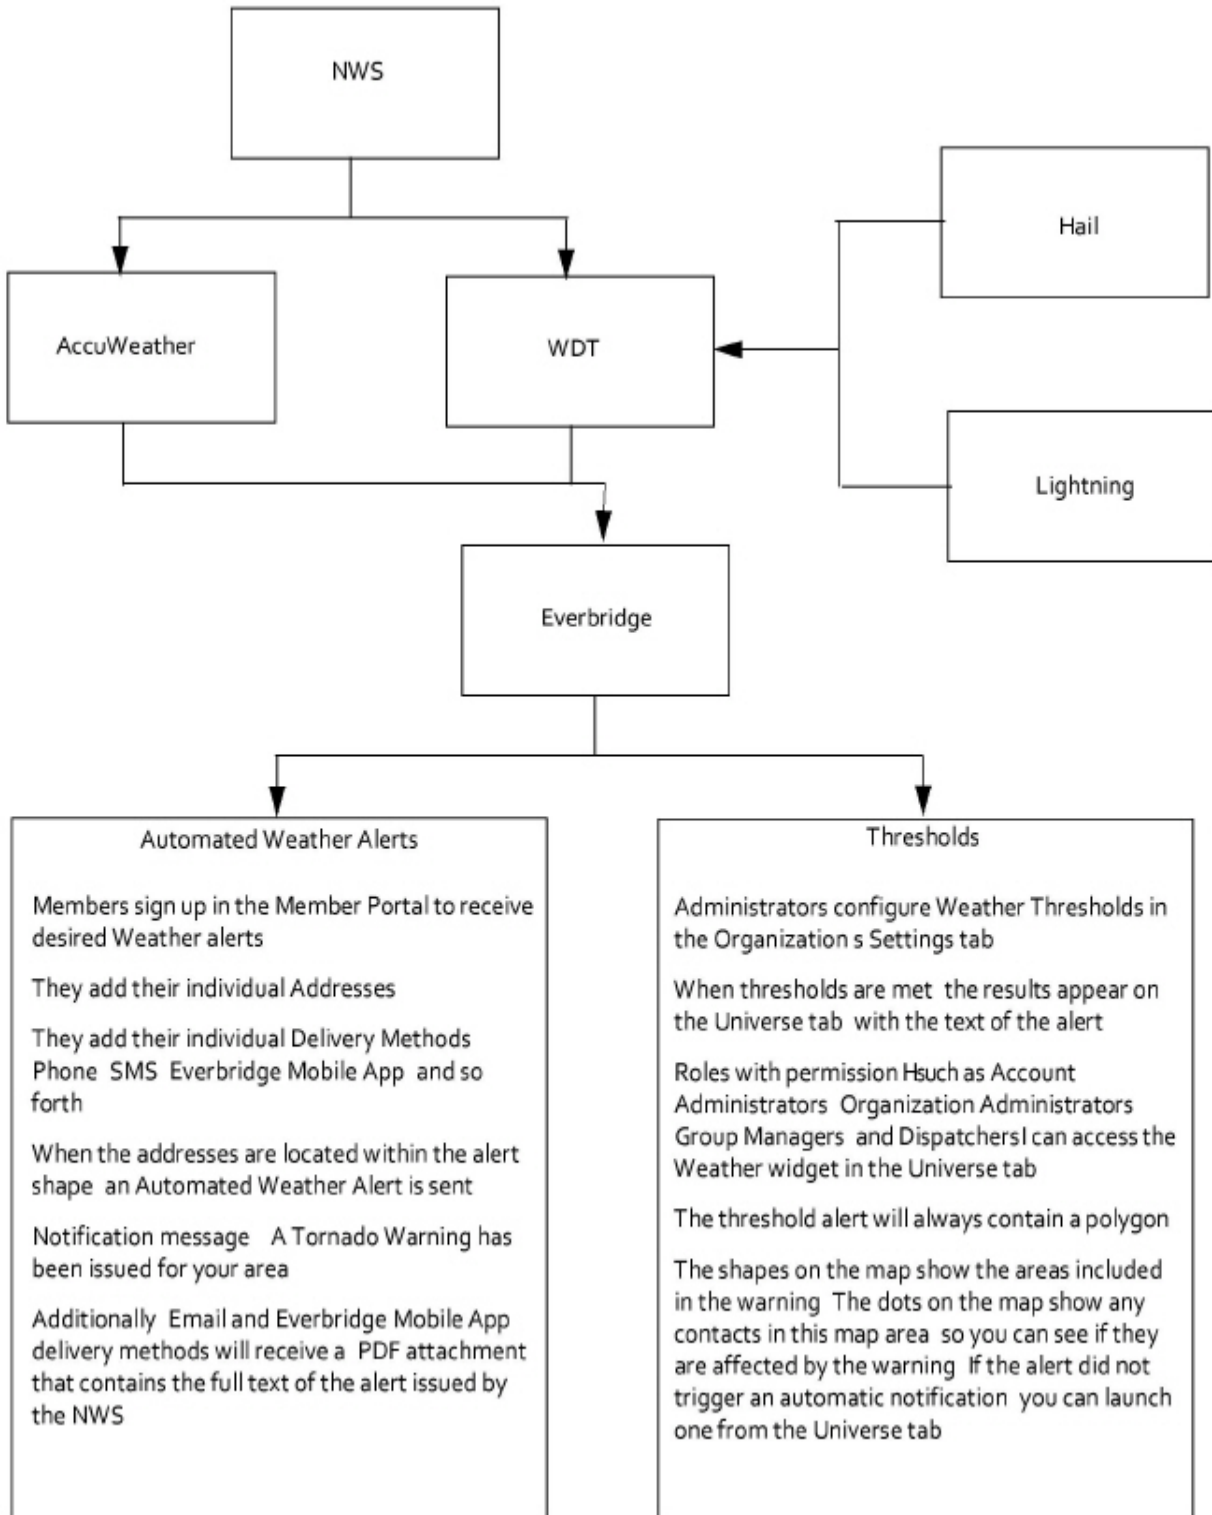 NWS
Hail
AccuWeather
WDT
Lightning
Everbridge
Automated Weather Alerts
Members sign up in the Member Portal to receive
desired Weather alerts
They add their individual Addresses
They add their individual Delivery Methods
Phone SMS Everbridge Mobile App and so
forth
When the addresses are located within the alert
shape an Automated Weather Alert is sent
Notification message A Tornado Warning has
been issued for your area
Additionally Email and Everbridge Mobile App
delivery methods will receive a PDF attachment
that contains the full text of the alert issued by
the NWS
Thresholds
Administrators configure Weather Thresholds in
the Organization s Settings tab
When thresholds are met the results appear on
the Universe tab with the text of the alert
Roles with permission Hsuch as Account
Administrators Organization Administrators
Group Managers and DispatchersI can access the
Weather widget in the Universe tab
The threshold alert will always contain a polygon
The shapes on the map show the areas included
in the warning The dots on the map show any
contacts in this map area so you can see if they
are affected by the warning If the alert did not
trigger an automatic notification you can launch
one from the Universe tab